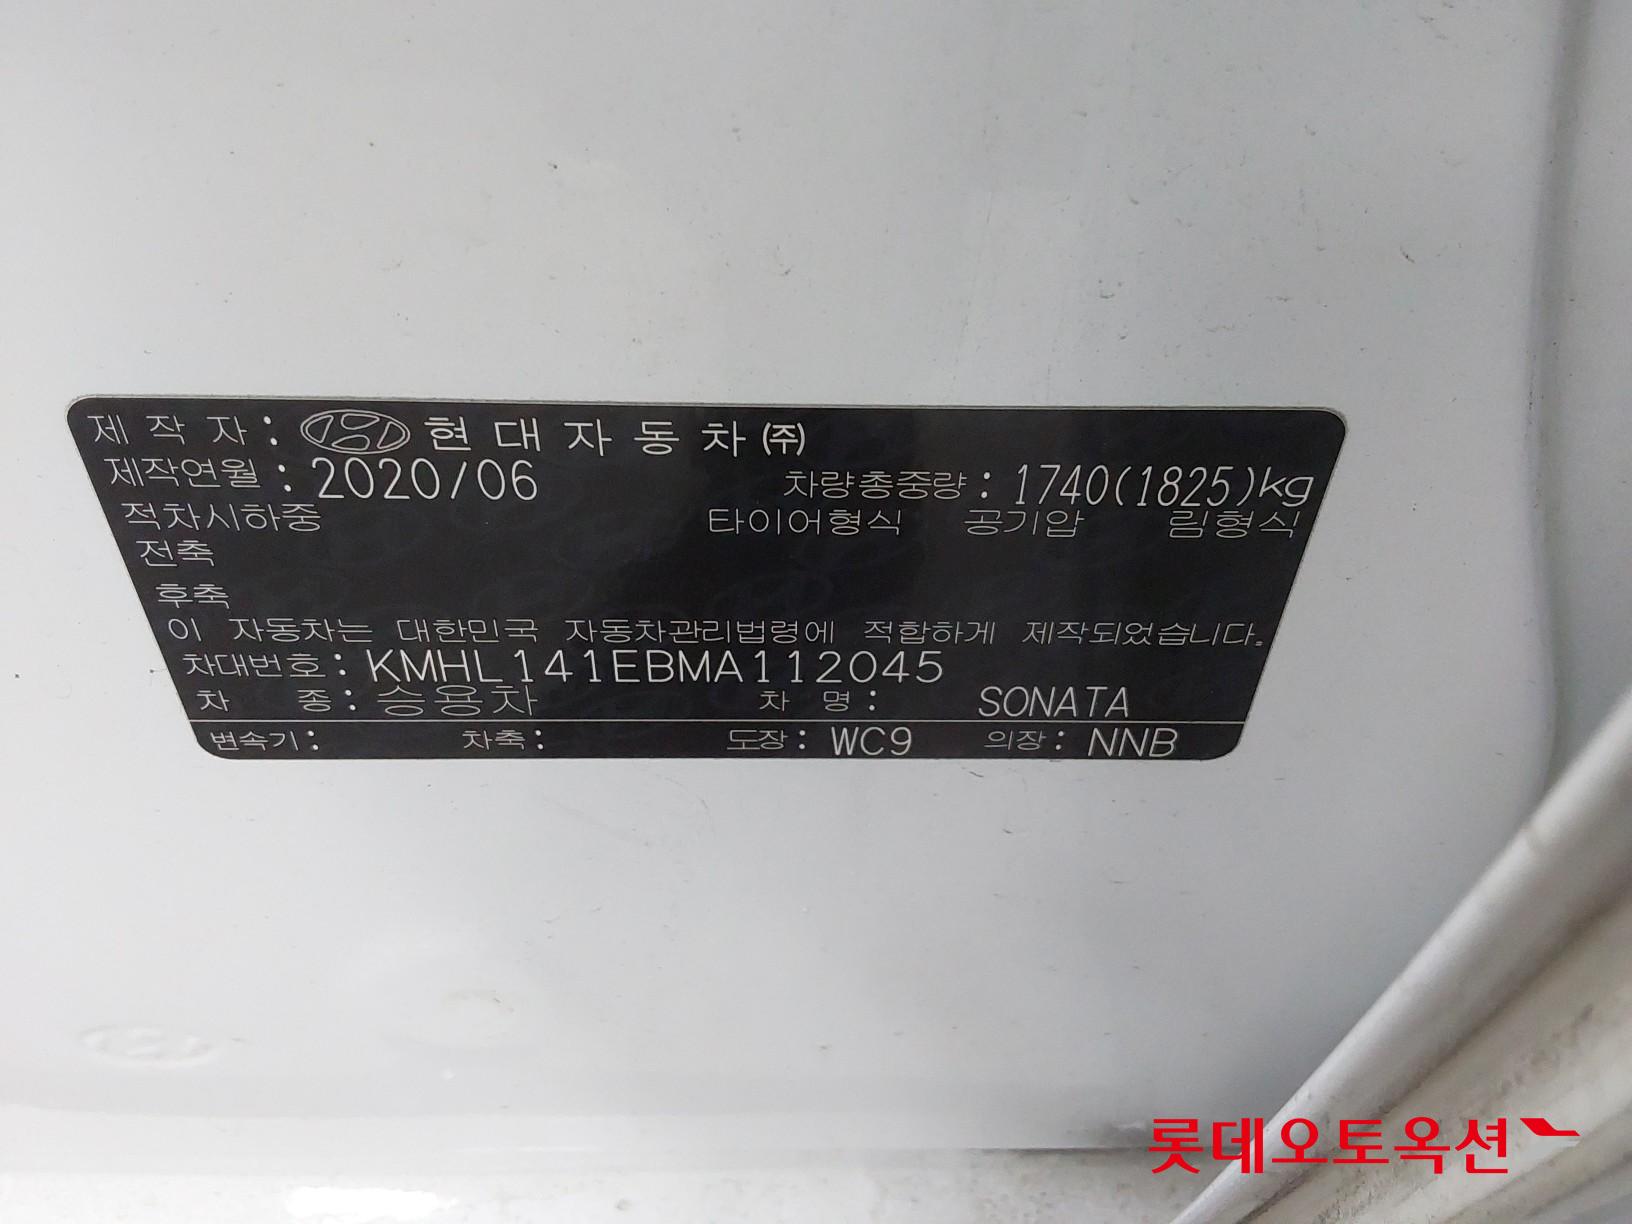 제 작 자 : 현 대 자 동 차 ㈜
제작연월 : 2020/06 차량총중량 : 1740(1825)kg
적차시하중 타이어형식 공기압 림형식
전축
후축
이 자동차는 대한민국 자동차관리법령에 적합하게 제작되었습니다.
차대번호 : KMHL141EBMA112045
차 종 : 승용차 차 명 : SONATA
변속기 : 차축 : 도장 : WC9 의장 : NNB
롯데오토옥션